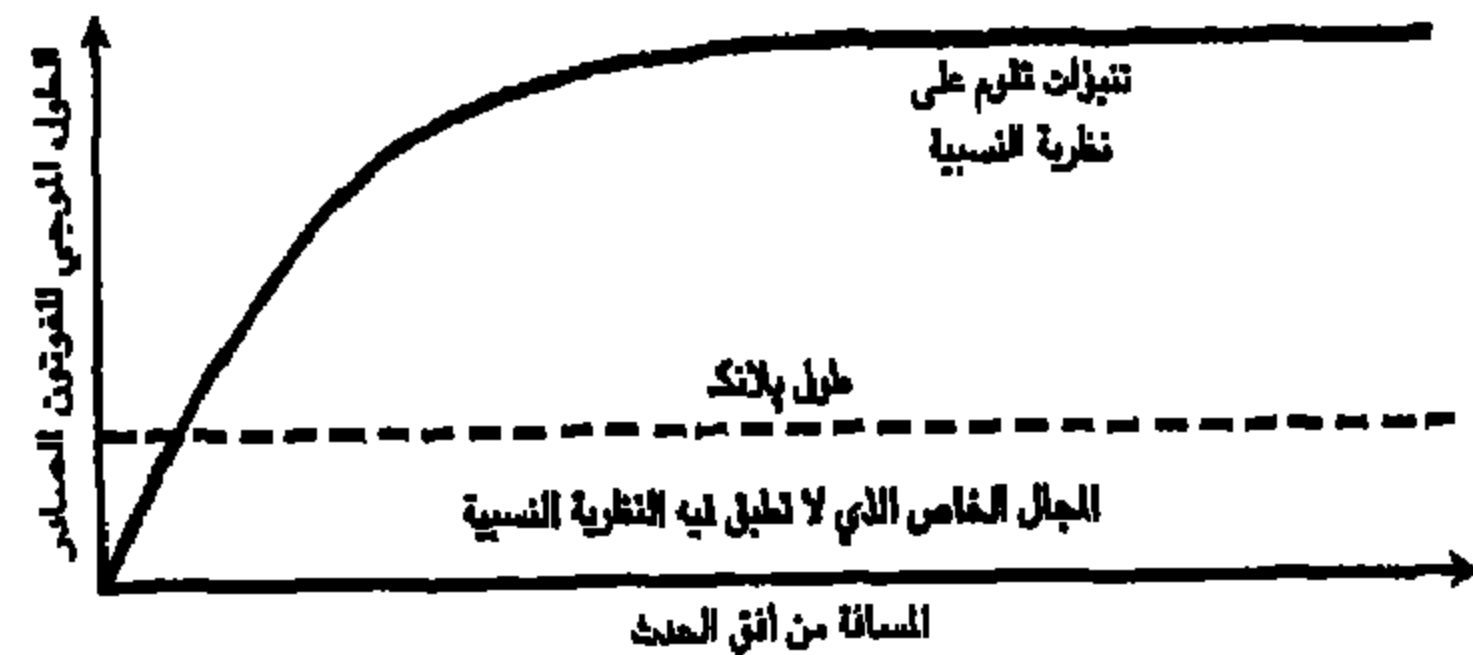 الطول الموجي للفوتون الصادر
تنبؤات تقوم على
نظرية النسبية
طول پلانك
المجال الخاص الذي لا تطبق فيه النظرية النسبية
المسافة من أفق الحدث